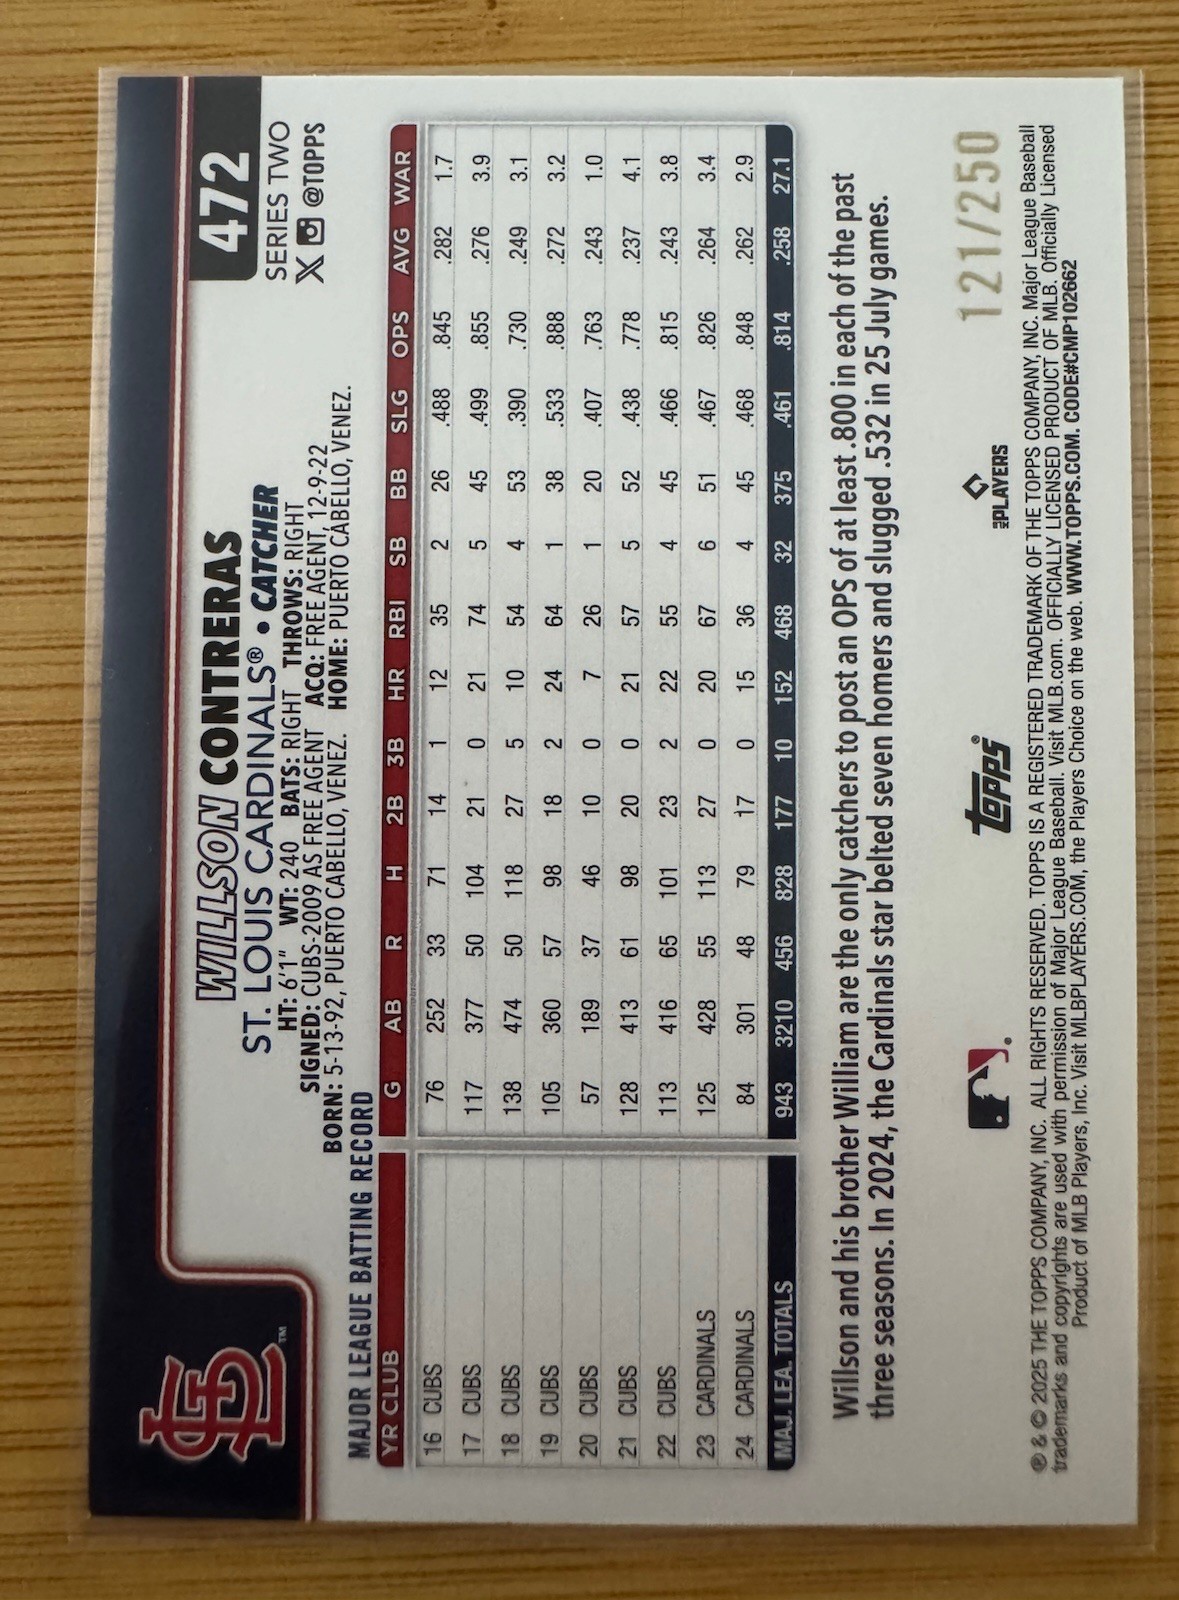 472
SERIES TWO
X @TOPPS
WILLSON CONTRERAS
ST. LOUIS CARDINALS® • CATCHER
HT: 6'1" WT: 240 BATS: RIGHT THROWS: RIGHT
SIGNED: CUBS-2009 AS FREE AGENT ACQ: FREE AGENT, 12-9-22
BORN: 5-13-92, PUERTO CABELLO, VENEZ. HOME: PUERTO CABELLO, VENEZ.
STL ™
MAJOR LEAGUE BATTING RECORD
YR CLUB G AB R H 2B 3B HR RBI SB BB SLG OPS AVG WAR
16 CUBS 76 252 33 71 14 1 12 35 2 26 .488 .845 .282 1.7
17 CUBS 117 377 50 104 21 0 21 74 5 45 .499 .855 .276 3.9
18 CUBS 138 474 50 118 27 5 10 54 4 53 .390 .730 .249 3.1
19 CUBS 105 360 57 98 18 2 24 64 1 38 .533 .888 .272 3.2
20 CUBS 57 189 37 46 10 0 7 26 1 20 .407 .763 .243 1.0
21 CUBS 128 413 61 98 20 0 21 57 5 52 .438 .778 .237 4.1
22 CUBS 113 416 65 101 23 2 22 55 4 45 .466 .815 .243 3.8
23 CARDINALS 125 428 55 113 27 0 20 67 6 51 .467 .826 .264 3.4
24 CARDINALS 84 301 48 79 17 0 15 36 4 45 .468 .848 .262 2.9
MAJ. LEA. TOTALS 943 3210 456 828 177 10 152 468 32 375 .461 .814 .258 27.1
Willson and his brother William are the only catchers to post an OPS of at least .800 in each of the past
three seasons. In 2024, the Cardinals star belted seven homers and slugged .532 in 25 July games.
121/250
topps®
MLB PLAYERS
® & © 2025 THE TOPPS COMPANY, INC. ALL RIGHTS RESERVED. TOPPS IS A REGISTERED TRADEMARK OF THE TOPPS COMPANY, INC. Major League Baseball
trademarks and copyrights are used with permission of Major League Baseball. Visit MLB.com. OFFICIALLY LICENSED PRODUCT OF MLB. Officially Licensed
Product of MLB Players, Inc. Visit MLBPLAYERS.COM, the Players Choice on the web. WWW.TOPPS.COM. CODE#CMP102662